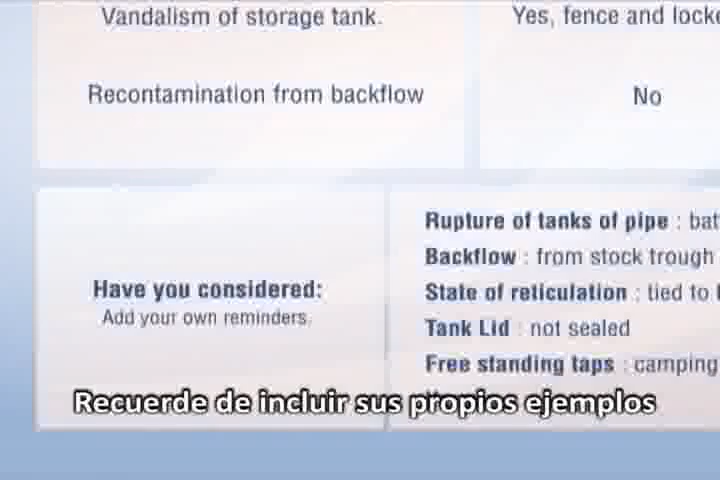 Vandalism of storage tank.
Yes, fence and locke
Recontamination from backflow
No
Have you considered:
Add your own reminders.
Rupture of tanks of pipe : bat
Backflow : from stock trough
State of reticulation : tied to
Tank Lid : not sealed
Free standing taps : camping
Recuerde de incluir sus propios ejemplos